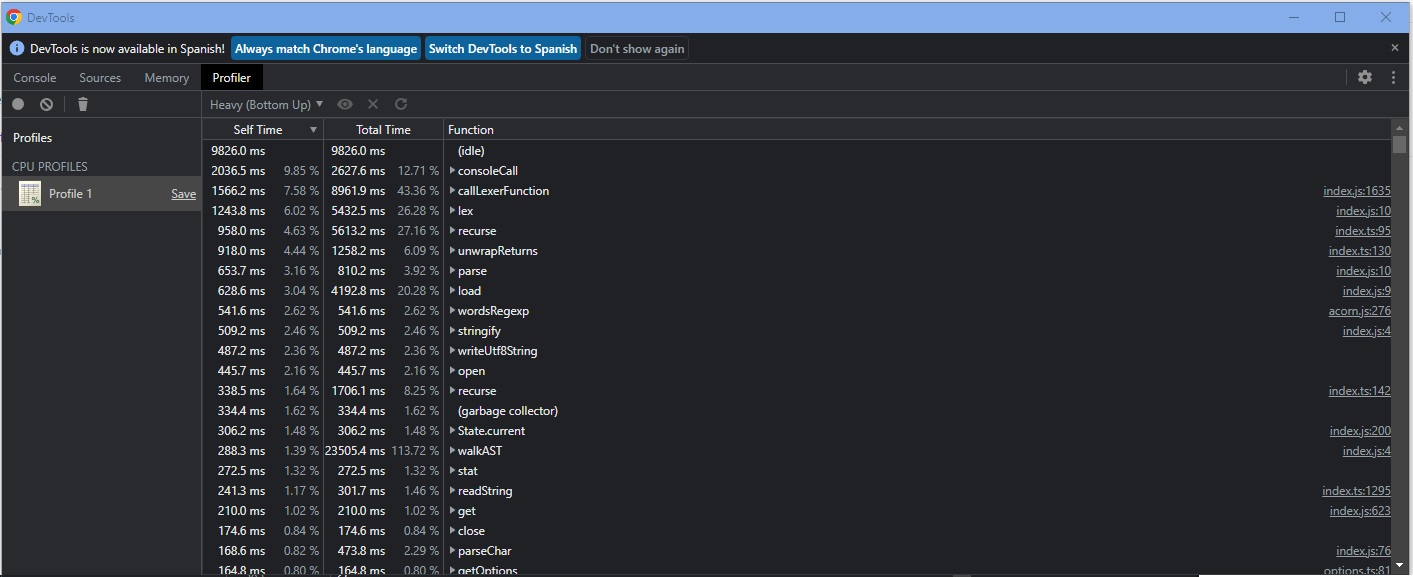 DevTools
DevTools is now available in Spanish! Always match Chrome's language Switch DevTools to Spanish Don't show again
Console Sources Memory Profiler
Heavy (Bottom Up)
Profiles
CPU PROFILES
Profile 1 Save
Self Time Total Time Function
9826.0 ms 9826.0 ms (idle)
2036.5 ms 9.85 % 2627.6 ms 12.71 % consoleCall
1566.2 ms 7.58 % 8961.9 ms 43.36 % callLexerFunction index.js:1635
1243.8 ms 6.02 % 5432.5 ms 26.28 % lex index.js:10
958.0 ms 4.63 % 5613.2 ms 27.16 % recurse index.ts:95
918.0 ms 4.44 % 1258.2 ms 6.09 % unwrapReturns index.ts:130
653.7 ms 3.16 % 810.2 ms 3.92 % parse index.js:10
628.6 ms 3.04 % 4192.8 ms 20.28 % load index.js:9
541.6 ms 2.62 % 541.6 ms 2.62 % wordsRegexp acorn.js:276
509.2 ms 2.46 % 509.2 ms 2.46 % stringify index.js:4
487.2 ms 2.36 % 487.2 ms 2.36 % writeUtf8String
445.7 ms 2.16 % 445.7 ms 2.16 % open
338.5 ms 1.64 % 1706.1 ms 8.25 % recurse index.ts:142
334.4 ms 1.62 % 334.4 ms 1.62 % (garbage collector)
306.2 ms 1.48 % 306.2 ms 1.48 % State.current index.js:200
288.3 ms 1.39 % 23505.4 ms 113.72 % walkAST index.js:4
272.5 ms 1.32 % 272.5 ms 1.32 % stat
241.3 ms 1.17 % 301.7 ms 1.46 % readString index.ts:1295
210.0 ms 1.02 % 210.0 ms 1.02 % get index.js:623
174.6 ms 0.84 % 174.6 ms 0.84 % close
168.6 ms 0.82 % 473.8 ms 2.29 % parseChar index.js:76
164.8 ms 0.80 % 164.8 ms 0.80 % getOptions options.ts:81